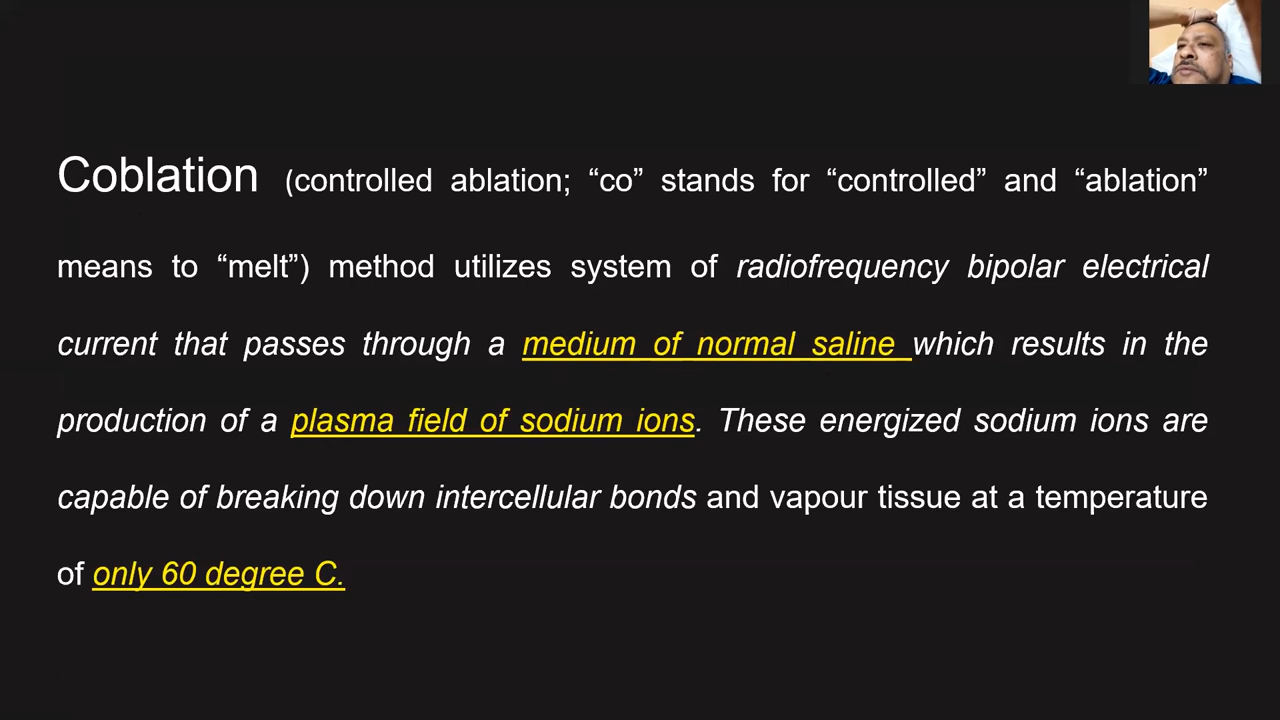 Coblation (controlled ablation; “co” stands for “controlled” and “ablation”
means to “melt”) method utilizes system of radiofrequency bipolar electrical
current that passes through a medium of normal saline which results in the
production of a plasma field of sodium ions. These energized sodium ions are
capable of breaking down intercellular bonds and vapour tissue at a temperature
of only 60 degree C.